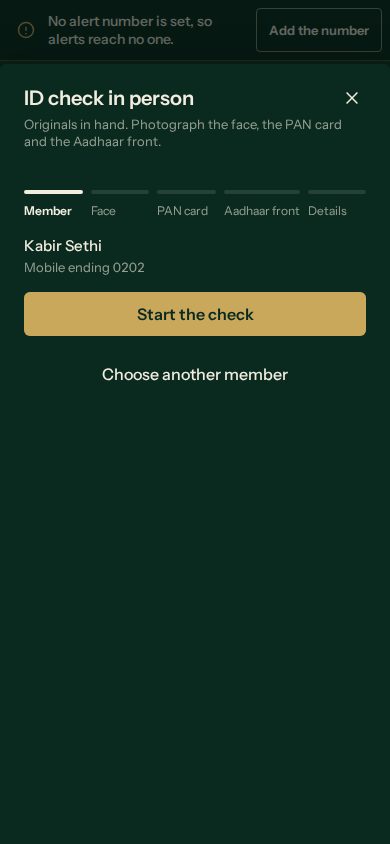 No alert number is set, so
alerts reach no one.
Add the number
ID check in person
Originals in hand. Photograph the face, the PAN card
and the Aadhaar front.
Member
Face
PAN card
Aadhaar front
Details
Kabir Sethi
Mobile ending 0202
Start the check
Choose another member